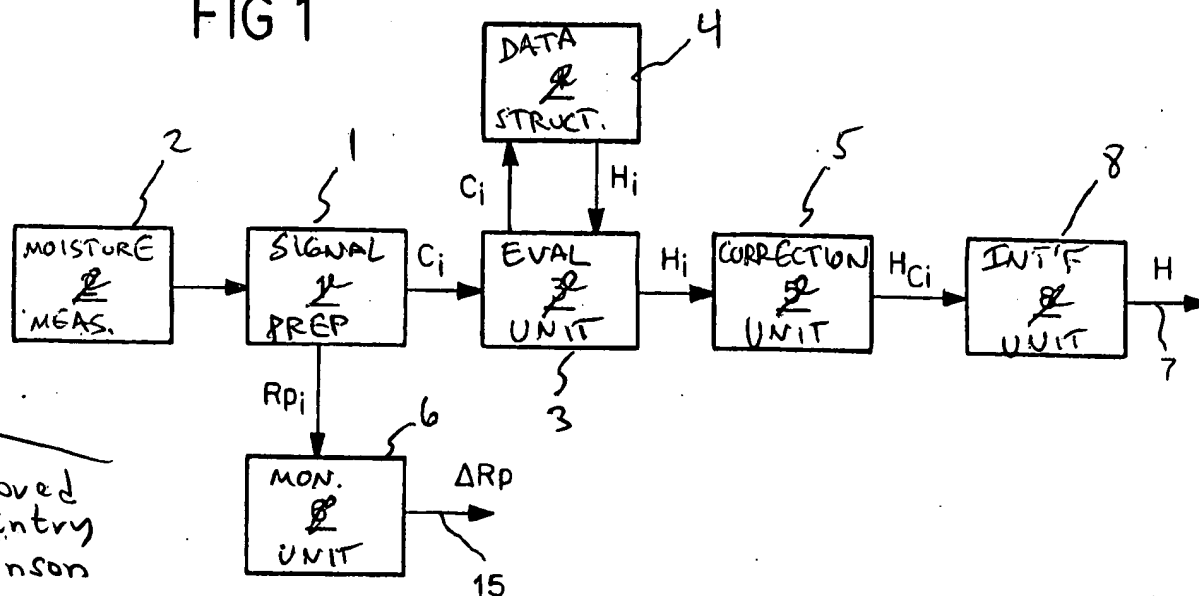 FIG 1
4
DATA
STRUCT.
2
1
5
8
Ci
Hi
MOISTURE
MEAS.
SIGNAL
PREP
Ci
EVAL
UNIT
Hi
CORRECTION
UNIT
HCi
INT'F
UNIT
H
7
3
Rpi
6
MON.
UNIT
ΔRp
15
oved
entry
nson